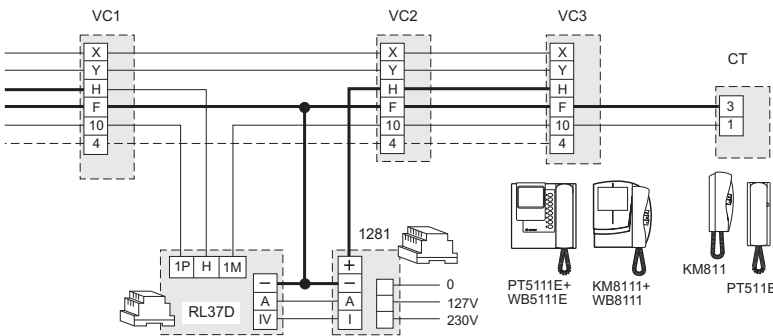 VC1
VC2
VC3
X
Y
H
F
10
4
X
Y
H
F
10
4
X
Y
H
F
10
4
CT
3
1
1281
1P H 1M
RL37D
–
A
IV
+
–
A
I
0
127V
230V
PT5111E+
WB5111E
KM8111+
WB8111
KM811
PT511E